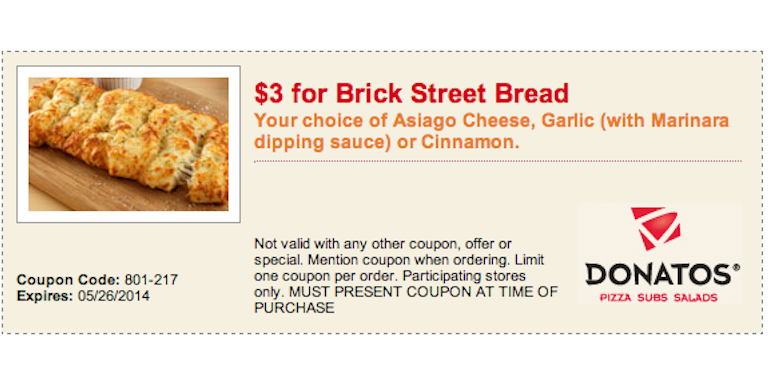 $3 for Brick Street Bread
Your choice of Asiago Cheese, Garlic (with Marinara
dipping sauce) or Cinnamon.
Not valid with any other coupon, offer or
special. Mention coupon when ordering. Limit
one coupon per order. Participating stores
only. MUST PRESENT COUPON AT TIME OF
PURCHASE
Coupon Code: 801-217
Expires: 05/26/2014
DONATOS®
PIZZA SUBS SALADS